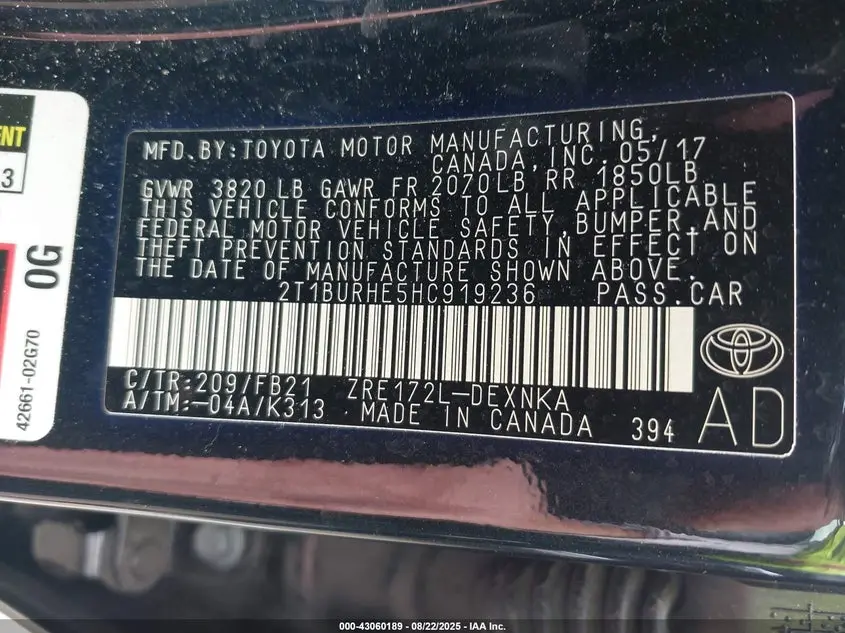 MFD.BY:TOYOTA MOTOR MANUFACTURING,
CANADA,INC.05/17
GVWR 3820LB GAWR FR 2070LB RR 1850LB
THIS VEHICLE CONFORMS TO ALL APPLICABLE
FEDERAL MOTOR VEHICLE SAFETY,BUMPER,AND
THEFT PREVENTION STANDARDS IN EFFECT ON
THE DATE OF MANUFACTURE SHOWN ABOVE.
2T1BURHE5HC919236 PASS.CAR
C/TR:209/FB21 ZRE172L-DEXNKA
A/TM:-04A/K313 MADE IN CANADA 394
AD
0G
42661-02G70
000-43060189 - 08/22/2025 - IAA Inc.